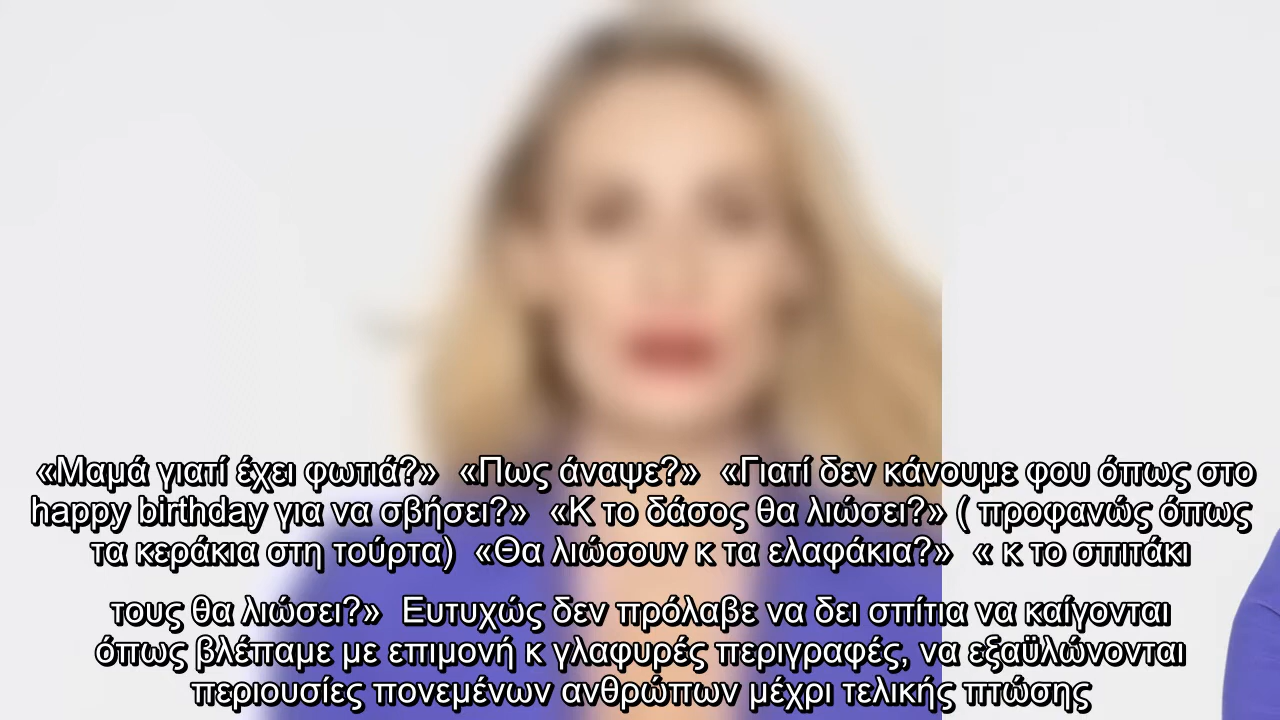 «Μαμά γιατί έχει φωτιά?» «Πως άναψε?» «Γιατί δεν κάνουμε φου όπως στο
happy birthday για να σβήσει?» «Κ το δάσος θα λιώσει?» ( προφανώς όπως
τα κεράκια στη τούρτα) «Θα λιώσουν κ τα ελαφάκια?» « κ το σπιτάκι
τους θα λιώσει?» Ευτυχώς δεν πρόλαβε να δει σπίτια να καίγονται
όπως βλέπαμε με επιμονή κ γλαφυρές περιγραφές, να εξαϋλώνονται
περιουσίες πονεμένων ανθρώπων μέχρι τελικής πτώσης